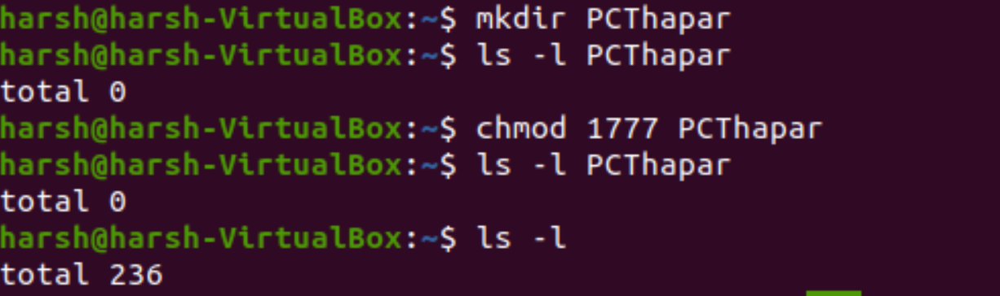 harsh@harsh-VirtualBox:~$ mkdir PCThapar
harsh@harsh-VirtualBox:~$ ls -l PCThapar
total 0
harsh@harsh-VirtualBox:~$ chmod 1777 PCThapar
harsh@harsh-VirtualBox:~$ ls -l PCThapar
total 0
harsh@harsh-VirtualBox:~$ ls -l
total 236